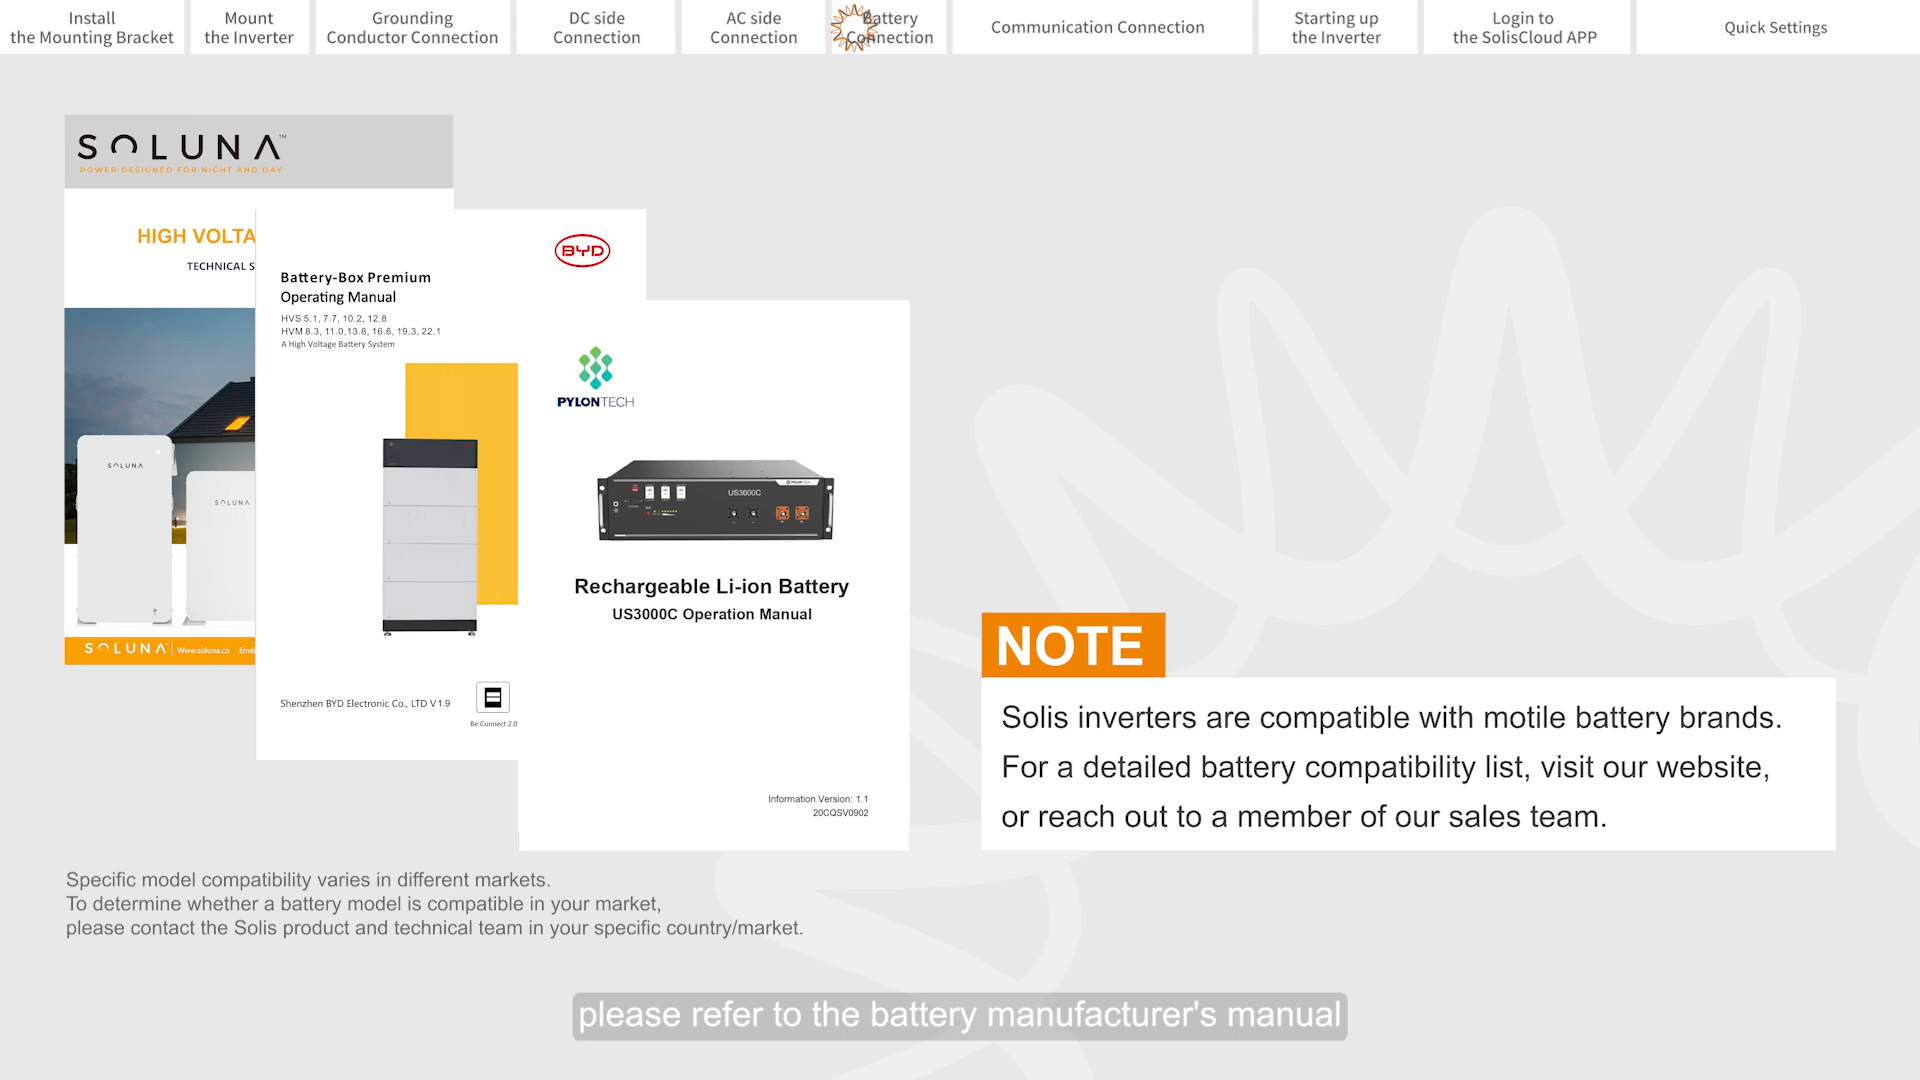 Install
the Mounting Bracket
Mount
the Inverter
Grounding
Conductor Connection
DC side
Connection
AC side
Connection
Battery
Connection
Communication Connection
Starting up
the Inverter
Login to
the SolisCloud APP
Quick Settings
SOLUNA™
POWER DESIGNED FOR NIGHT AND DAY
HIGH VOLTA
TECHNICAL S
SOLUNA
SOLUNA
SOLUNA Www.soluna.co Emai
BYD
Battery-Box Premium
Operating Manual
HVS 5.1, 7.7, 10.2, 12.8
HVM 8.3, 11.0,13.8, 16.6, 19.3, 22.1
A High Voltage Battery System
Shenzhen BYD Electronic Co., LTD V1.9
Be Connect 2.0
PYLONTECH
US3000C
Rechargeable Li-ion Battery
US3000C Operation Manual
Information Version: 1.1
20CQSV0902
NOTE
Solis inverters are compatible with motile battery brands.
For a detailed battery compatibility list, visit our website,
or reach out to a member of our sales team.
Specific model compatibility varies in different markets.
To determine whether a battery model is compatible in your market,
please contact the Solis product and technical team in your specific country/market.
please refer to the battery manufacturer's manual